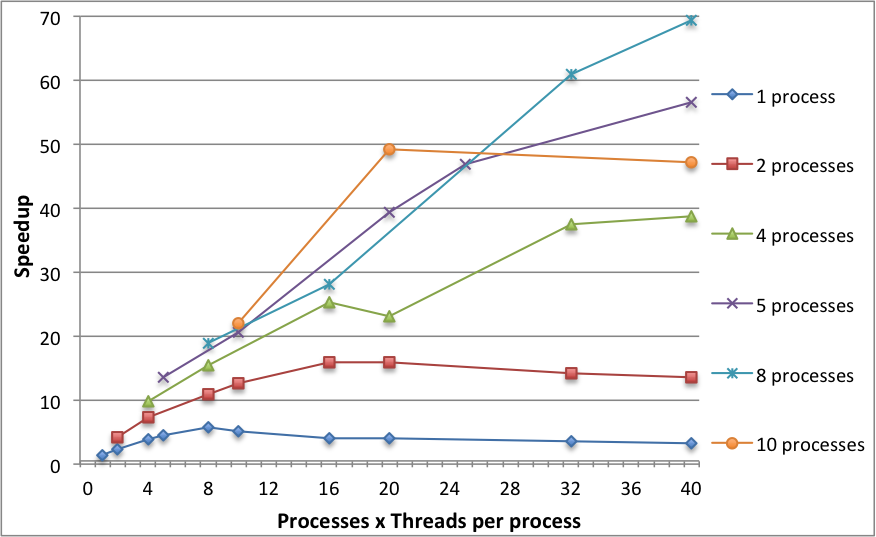 70
60
50
40
30
20
10
0
Speedup
0 4 8 12 16 20 24 28 32 36 40
Processes x Threads per process
1 process
2 processes
4 processes
5 processes
8 processes
10 processes